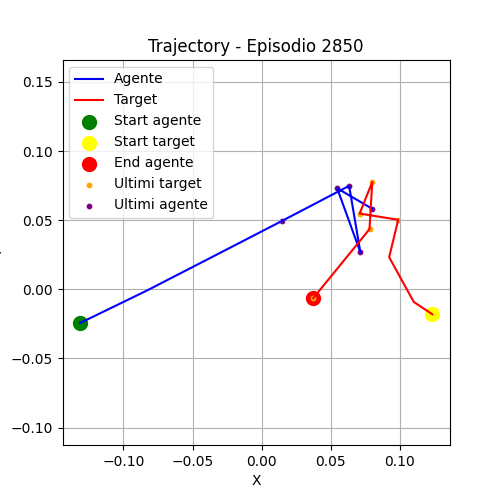 Trajectory - Episodio 2850
Agente
Target
Start agente
Start target
End agente
Ultimi target
Ultimi agente
0.15
0.10
0.05
0.00
−0.05
−0.10
−0.10
−0.05
0.00
0.05
0.10
X